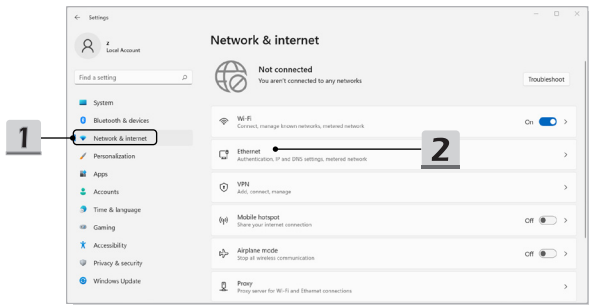 Settings
z
Local Account
Find a setting
System
Bluetooth & devices
1
Network & internet
Personalization
Apps
Accounts
Time & language
Gaming
Accessibility
Privacy & security
Windows Update
Network & internet
Not connected
You aren't connected to any networks
Troubleshoot
Wi-Fi
Connect, manage known networks, metered network
On
Ethernet
Authentication, IP and DNS settings, metered network
2
VPN
Add, connect, manage
Mobile hotspot
Share your internet connection
Off
Airplane mode
Stop all wireless communication
Off
Proxy
Proxy server for Wi-Fi and Ethernet connections